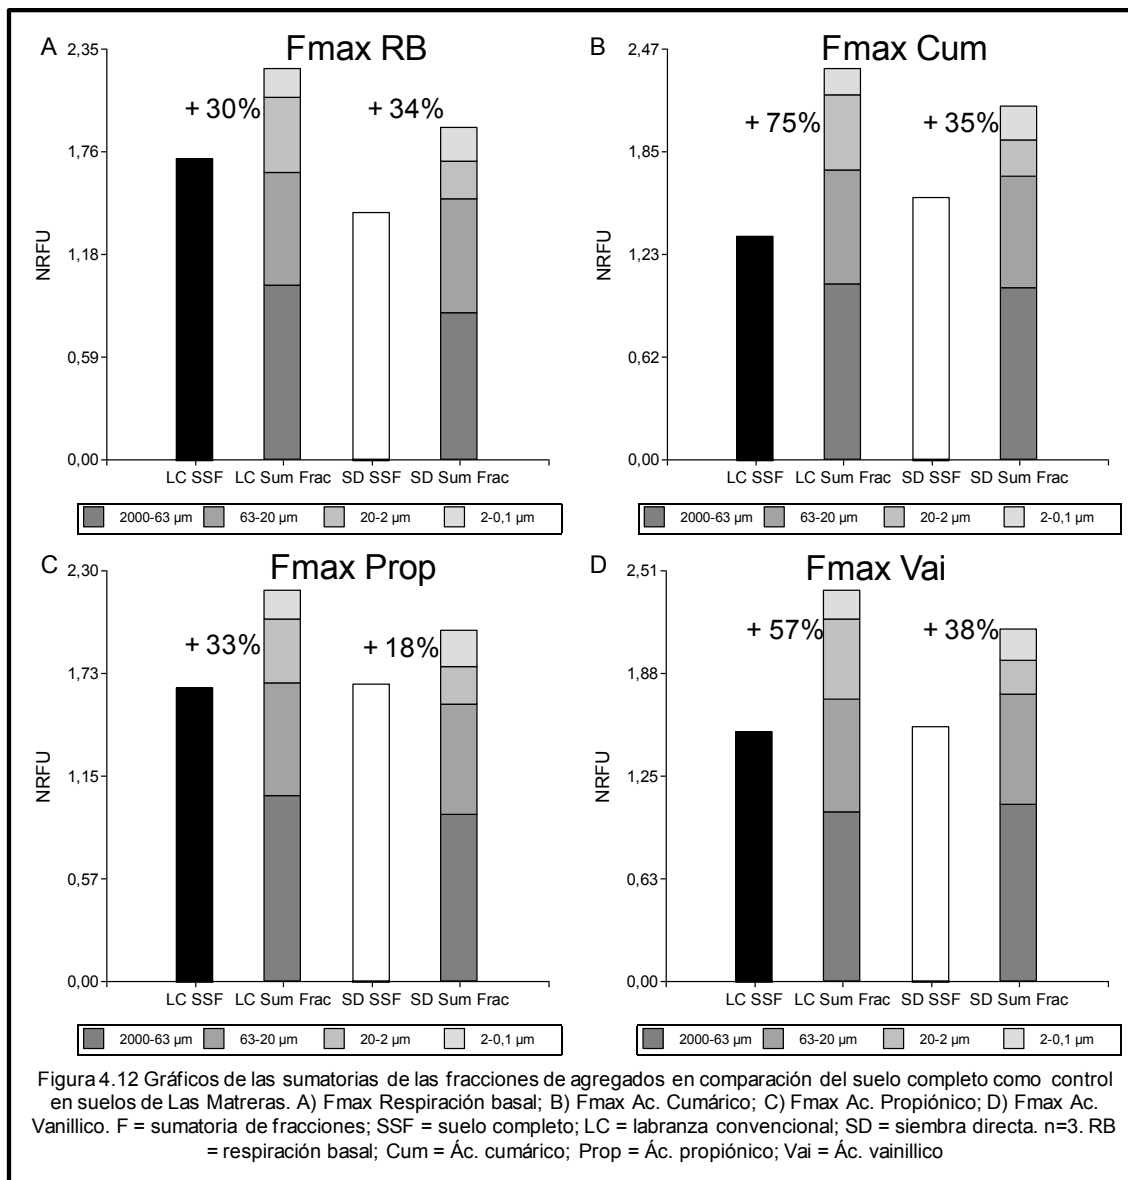 A
Fmax RB
2,35
1,76
1,18
0,59
0,00
NRFU
+ 30%
+ 34%
LC SSF LC Sum Frac SD SSF SD Sum Frac
2000-63 µm 63-20 µm 20-2 µm 2-0,1 µm
B
Fmax Cum
2,47
1,85
1,23
0,62
0,00
NRFU
+ 75%
+ 35%
LC SSF LC Sum Frac SD SSF SD Sum Frac
2000-63 µm 63-20 µm 20-2 µm 2-0,1 µm
C
Fmax Prop
2,30
1,73
1,15
0,57
0,00
NRFU
+ 33%
+ 18%
LC SSF LC Sum Frac SD SSF SD Sum Frac
2000-63 µm 63-20 µm 20-2 µm 2-0,1 µm
D
Fmax Vai
2,51
1,88
1,25
0,63
0,00
NRFU
+ 57%
+ 38%
LC SSF LC Sum Frac SD SSF SD Sum Frac
2000-63 µm 63-20 µm 20-2 µm 2-0,1 µm
Figura 4.12 Gráficos de las sumatorias de las fracciones de agregados en comparación del suelo completo como control
en suelos de Las Matreras. A) Fmax Respiración basal; B) Fmax Ac. Cumárico; C) Fmax Ac. Propiónico; D) Fmax Ac.
Vanillico. F = sumatoria de fracciones; SSF = suelo completo; LC = labranza convencional; SD = siembra directa. n=3. RB
= respiración basal; Cum = Ác. cumárico; Prop = Ác. propiónico; Vai = Ác. vainillico